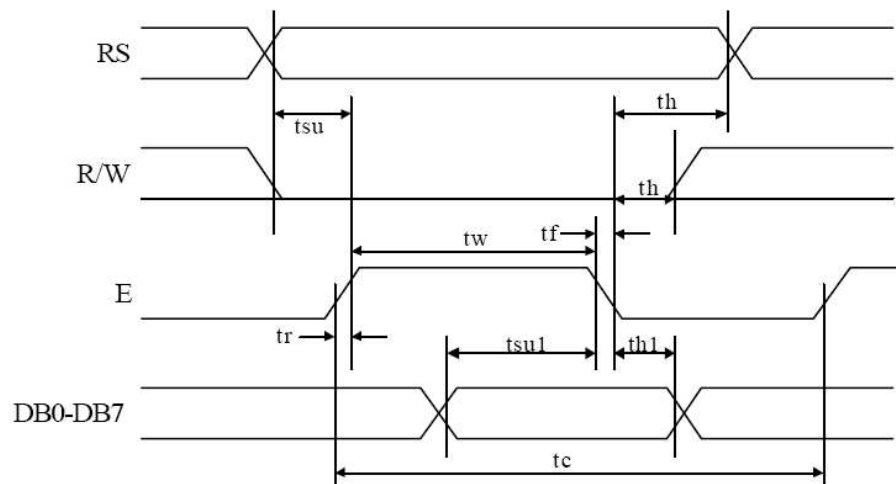 RS
tsu
th
R/W
th
tw
tf
E
tr
tsu1
th1
DB0-DB7
tc